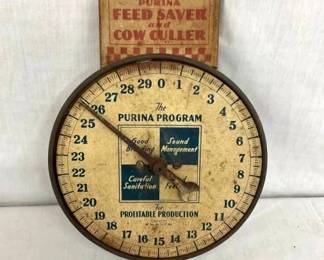 PURINA
FEED SAVER
and
COW CULLER
0 1 2 3 4 5 6 7 8 9 10 11 12 13 14 15 16 17 18 19 20 21 22 23 24 25 26 27 28 29
The
PURINA PROGRAM
Good
Sound
Management
Careful
Sanitation
For
PROFITABLE PRODUCTION